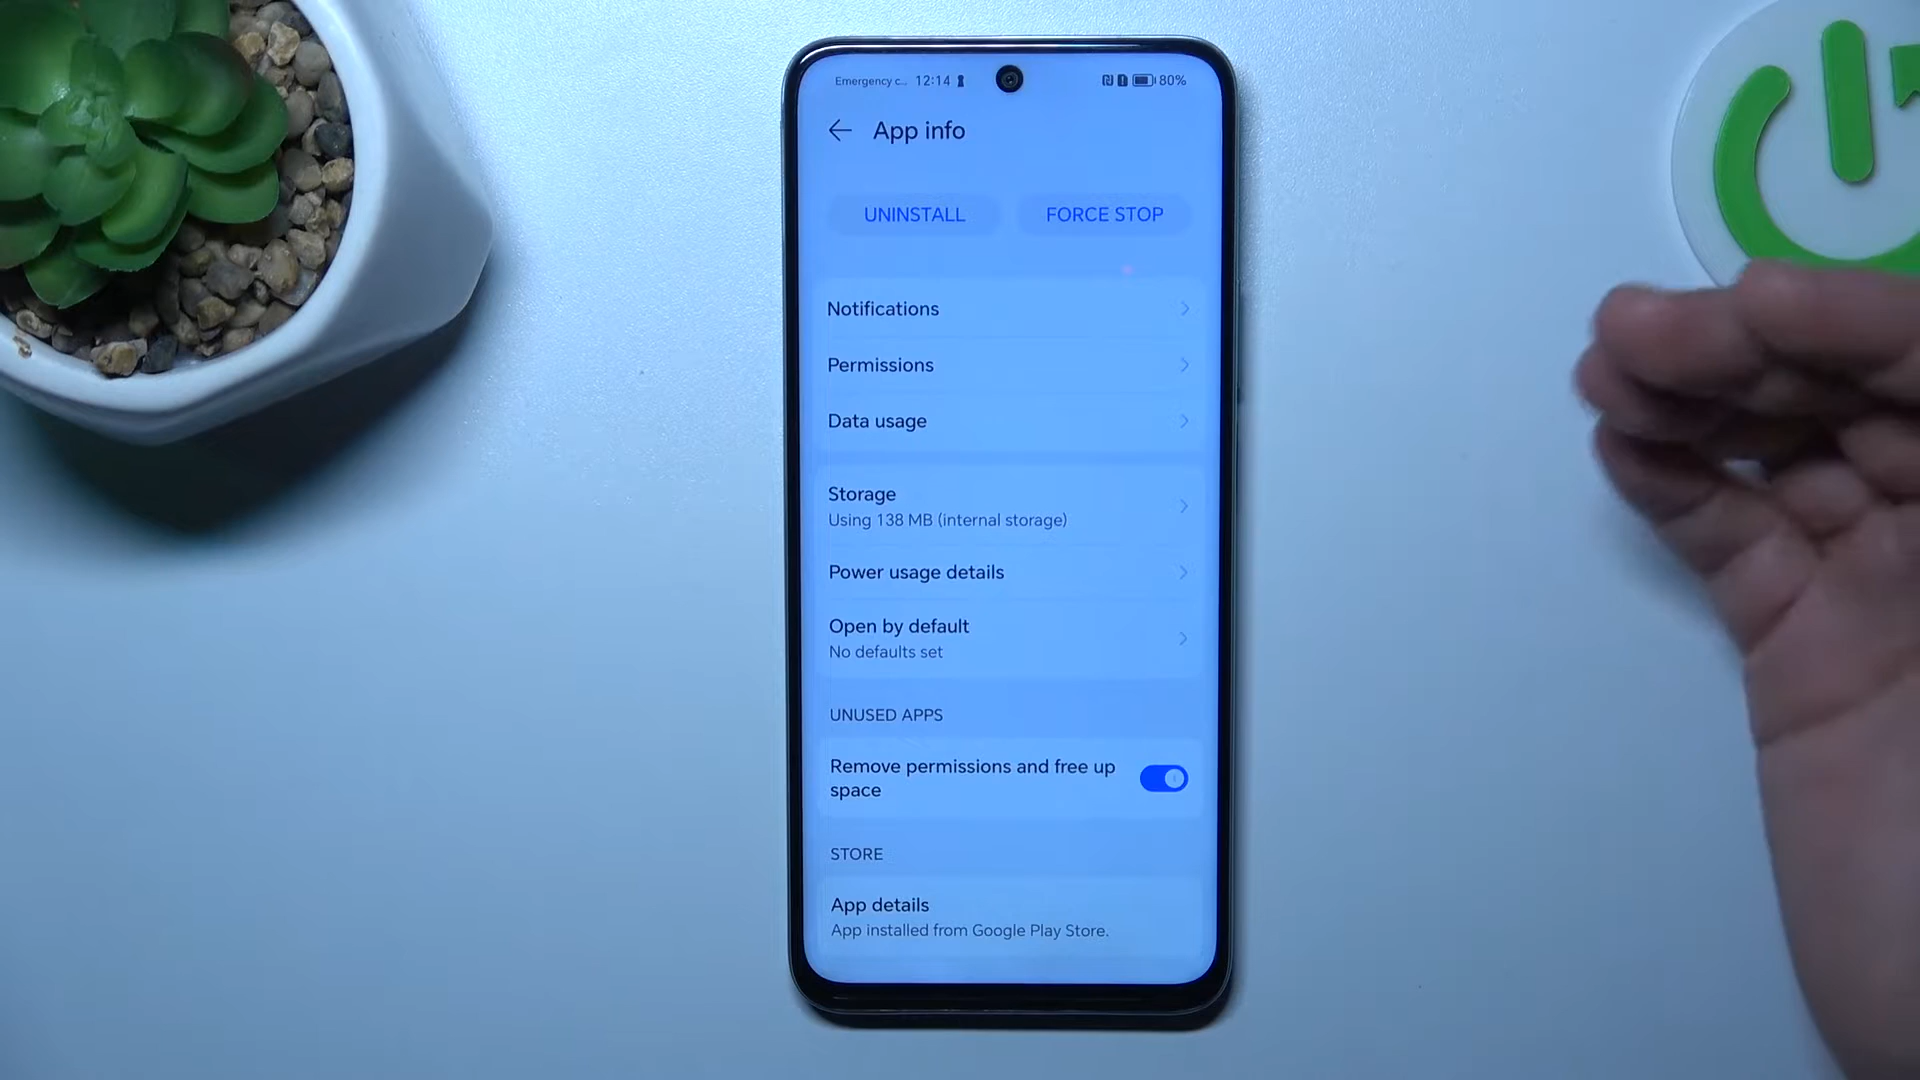 Emergency c... 12:14 80%
App info
UNINSTALL FORCE STOP
Notifications
Permissions
Data usage
Storage
Using 138 MB (internal storage)
Power usage details
Open by default
No defaults set
UNUSED APPS
Remove permissions and free up
space
STORE
App details
App installed from Google Play Store.